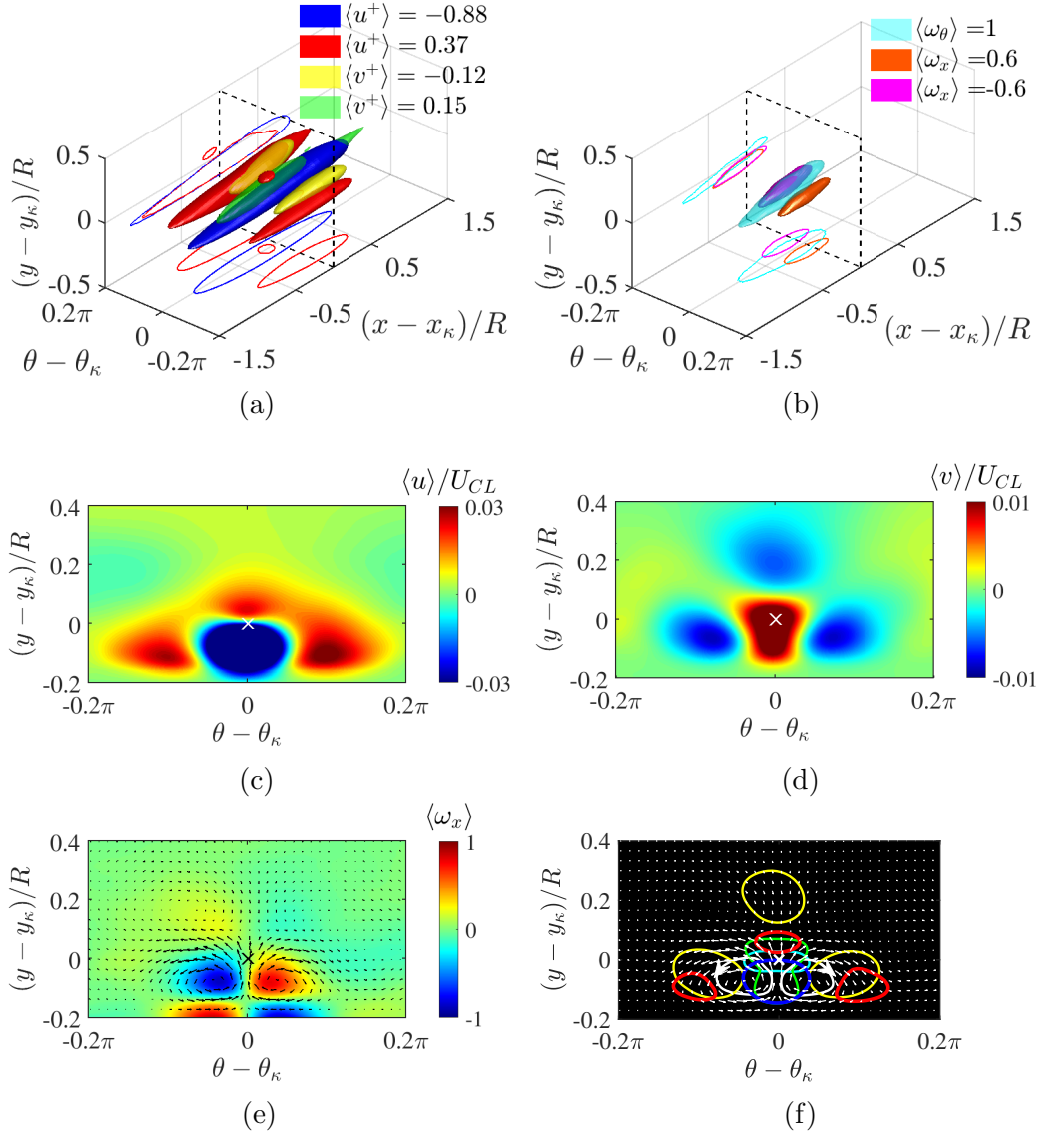 ⟨u⁺⟩ = −0.88
⟨u⁺⟩ = 0.37
⟨v⁺⟩ = −0.12
⟨v⁺⟩ = 0.15
(y − y_κ)/R
0.5
0
-0.5
0.2π
0
-0.2π
θ − θ_κ
-1.5
-0.5
0.5
1.5
(x − x_κ)/R
(a)
⟨ω_θ⟩ =1
⟨ω_x⟩ =0.6
⟨ω_x⟩ =-0.6
(y − y_κ)/R
0.5
0
-0.5
0.2π
0
-0.2π
θ − θ_κ
-1.5
-0.5
0.5
1.5
(x − x_κ)/R
(b)
⟨u⟩/U_CL
(y − y_κ)/R
0.4
0.2
0
-0.2
-0.2π
0
0.2π
θ − θ_κ
0.03
0
-0.03
(c)
⟨v⟩/U_CL
(y − y_κ)/R
0.4
0.2
0
-0.2
-0.2π
0
0.2π
θ − θ_κ
0.01
0
-0.01
(d)
⟨ω_x⟩
(y − y_κ)/R
0.4
0.2
0
-0.2
-0.2π
0
0.2π
θ − θ_κ
1
0
-1
(e)
(y − y_κ)/R
0.4
0.2
0
-0.2
-0.2π
0
0.2π
θ − θ_κ
(f)